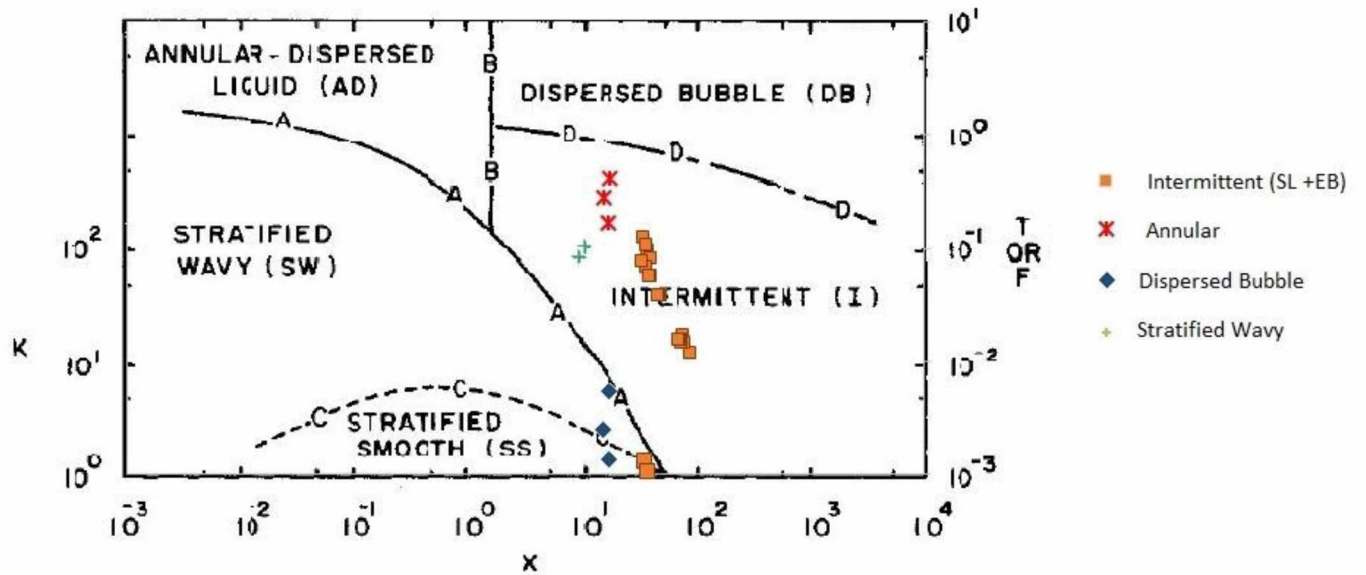 ANNULAR-DISPERSED
LIQUID (AD)
DISPERSED BUBBLE (DB)
STRATIFIED
WAVY (SW)
INTERMITTENT (I)
STRATIFIED
SMOOTH (SS)
A
A
A
A
B
B
C
C
C
D
D
D
K
10²
10¹
10⁰
10¹
10⁰
10⁻¹
10⁻²
10⁻³
T
OR
F
10⁻³
10⁻²
10⁻¹
10⁰
10¹
10²
10³
10⁴
X
Intermittent (SL +EB)
Annular
Dispersed Bubble
Stratified Wavy